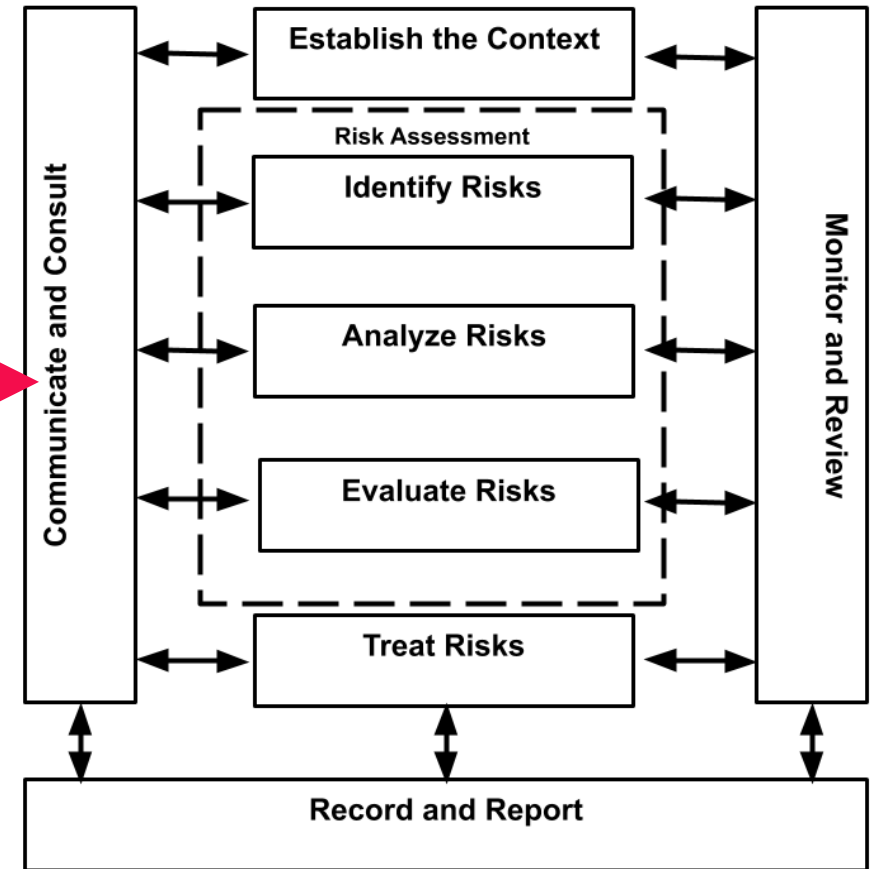 Establish the Context
Risk Assessment
Identify Risks
Communicate and Consult
Monitor and Review
Analyze Risks
Evaluate Risks
Treat Risks
Record and Report